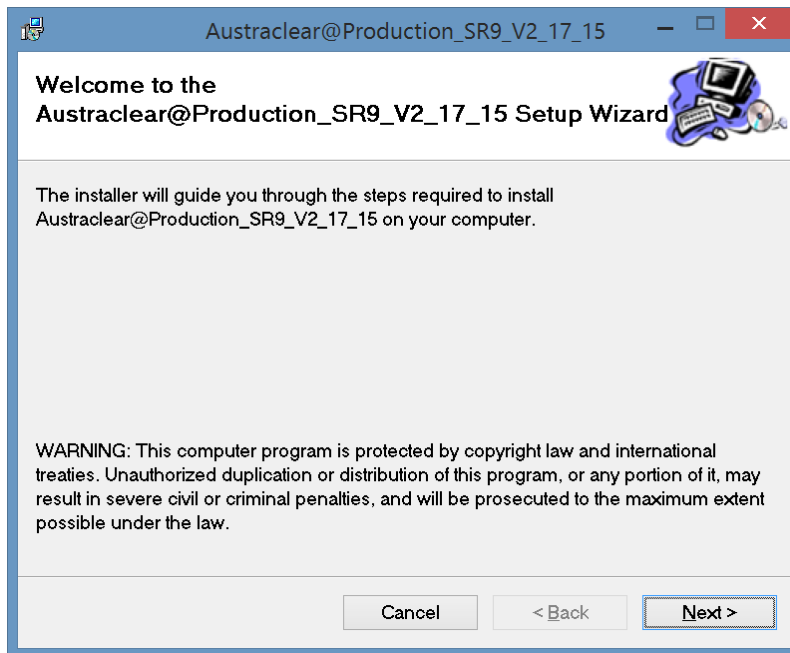 Austraclear@Production_SR9_V2_17_15
Welcome to the
Austraclear@Production_SR9_V2_17_15 Setup Wizard
The installer will guide you through the steps required to install
Austraclear@Production_SR9_V2_17_15 on your computer.
WARNING: This computer program is protected by copyright law and international
treaties. Unauthorized duplication or distribution of this program, or any portion of it, may
result in severe civil or criminal penalties, and will be prosecuted to the maximum extent
possible under the law.
Cancel
< Back
Next >